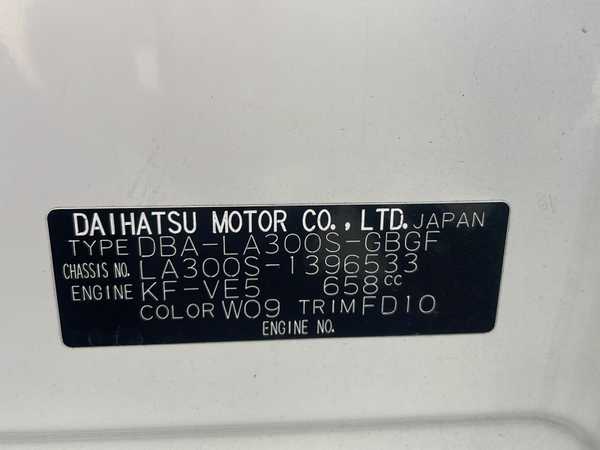 DAIHATSU MOTOR CO., LTD. JAPAN
TYPE DBA-LA300S-GBGF
CHASSIS NO. LA300S-1396533
ENGINE KF-VE5 658cc
COLOR W09 TRIM FD10
ENGINE NO.